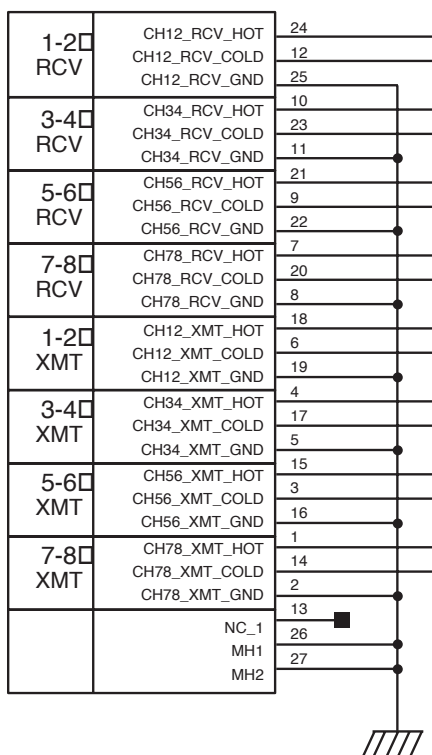 1-2
RCV
CH12_RCV_HOT 24
CH12_RCV_COLD 12
CH12_RCV_GND 25
3-4
RCV
CH34_RCV_HOT 10
CH34_RCV_COLD 23
CH34_RCV_GND 11
5-6
RCV
CH56_RCV_HOT 21
CH56_RCV_COLD 9
CH56_RCV_GND 22
7-8
RCV
CH78_RCV_HOT 7
CH78_RCV_COLD 20
CH78_RCV_GND 8
1-2
XMT
CH12_XMT_HOT 18
CH12_XMT_COLD 6
CH12_XMT_GND 19
3-4
XMT
CH34_XMT_HOT 4
CH34_XMT_COLD 17
CH34_XMT_GND 5
5-6
XMT
CH56_XMT_HOT 15
CH56_XMT_COLD 3
CH56_XMT_GND 16
7-8
XMT
CH78_XMT_HOT 1
CH78_XMT_COLD 14
CH78_XMT_GND 2
NC_1 13
MH1 26
MH2 27